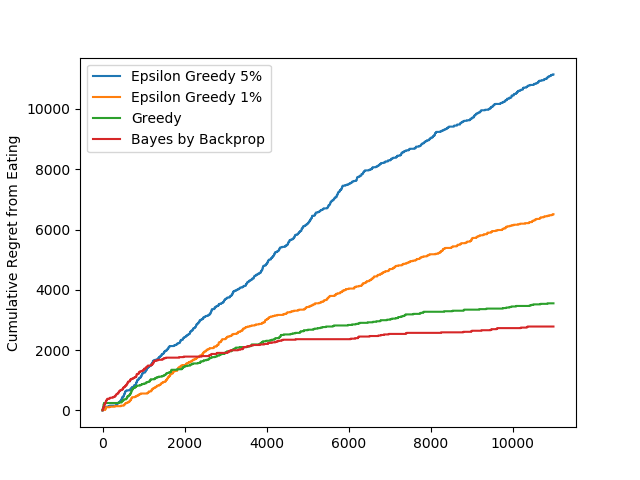 Epsilon Greedy 5%
Epsilon Greedy 1%
Greedy
Bayes by Backprop
Cumulative Regret from Eating
10000
8000
6000
4000
2000
0
0 2000 4000 6000 8000 10000